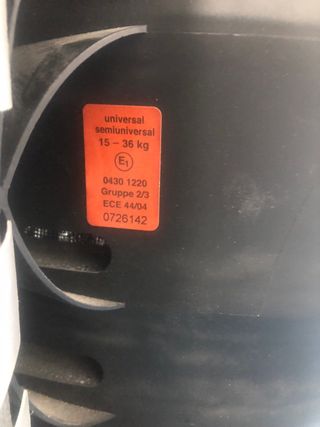 universal
semiuniversal
15 – 36 kg
E1
0430 1220
Gruppe 2/3
ECE 44/04
0726142